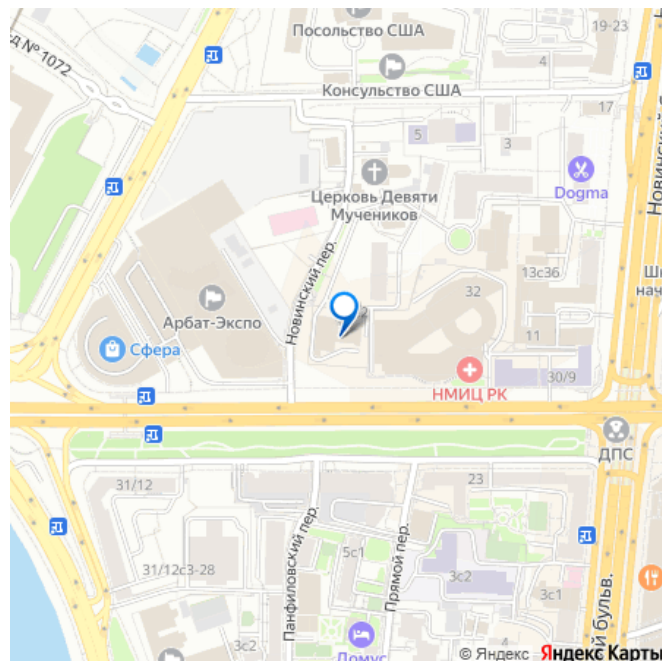 19-23
Посольство США
4
д № 1072
Консульство США
17
5
3
Церковь Девяти
Мучеников
Dogma
Новинский
Новинский пер.
13с36
32
Арбат-Экспо
Сфера
11
30/9
НМИЦ РК
ДПС
31/12
23
Панфиловский пер.
Прямой пер.
5с1
31/12с3-28
3с2
3с1
3с2
4
й бульв.
Домус
© Яндекс Яндекс Карты